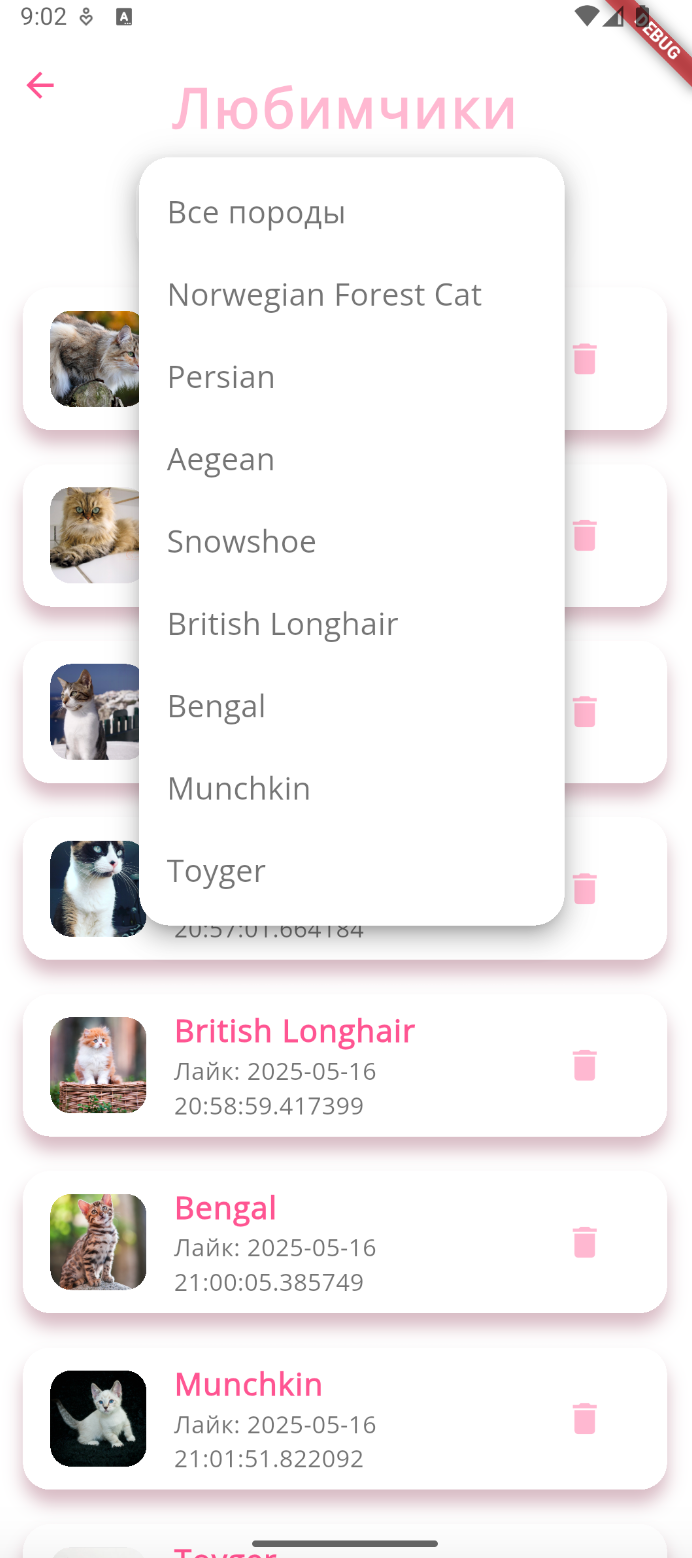 9:02
A
DEBUG
Любимчики
Все породы
Norwegian Forest Cat
Persian
Aegean
Snowshoe
British Longhair
Bengal
Munchkin
Toyger
20:57:01.664184
British Longhair
Лайк: 2025-05-16
20:58:59.417399
Bengal
Лайк: 2025-05-16
21:00:05.385749
Munchkin
Лайк: 2025-05-16
21:01:51.822092
Toyger